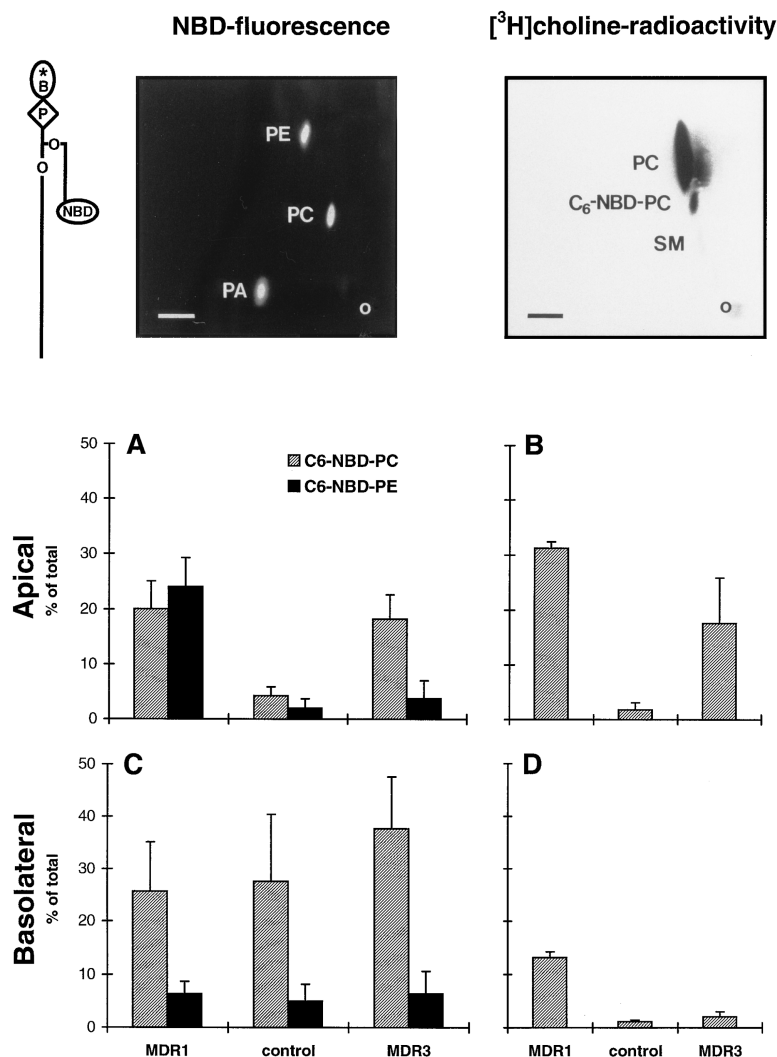 NBD-fluorescence
[³H]choline-radioactivity
*
B
P
O
O
NBD
PE
PC
PA
O
PC
C₆-NBD-PC
SM
O
A
B
C6-NBD-PC
C6-NBD-PE
Apical
% of total
50
40
30
20
10
0
C
D
Basolateral
% of total
50
40
30
20
10
0
MDR1 control MDR3
MDR1 control MDR3